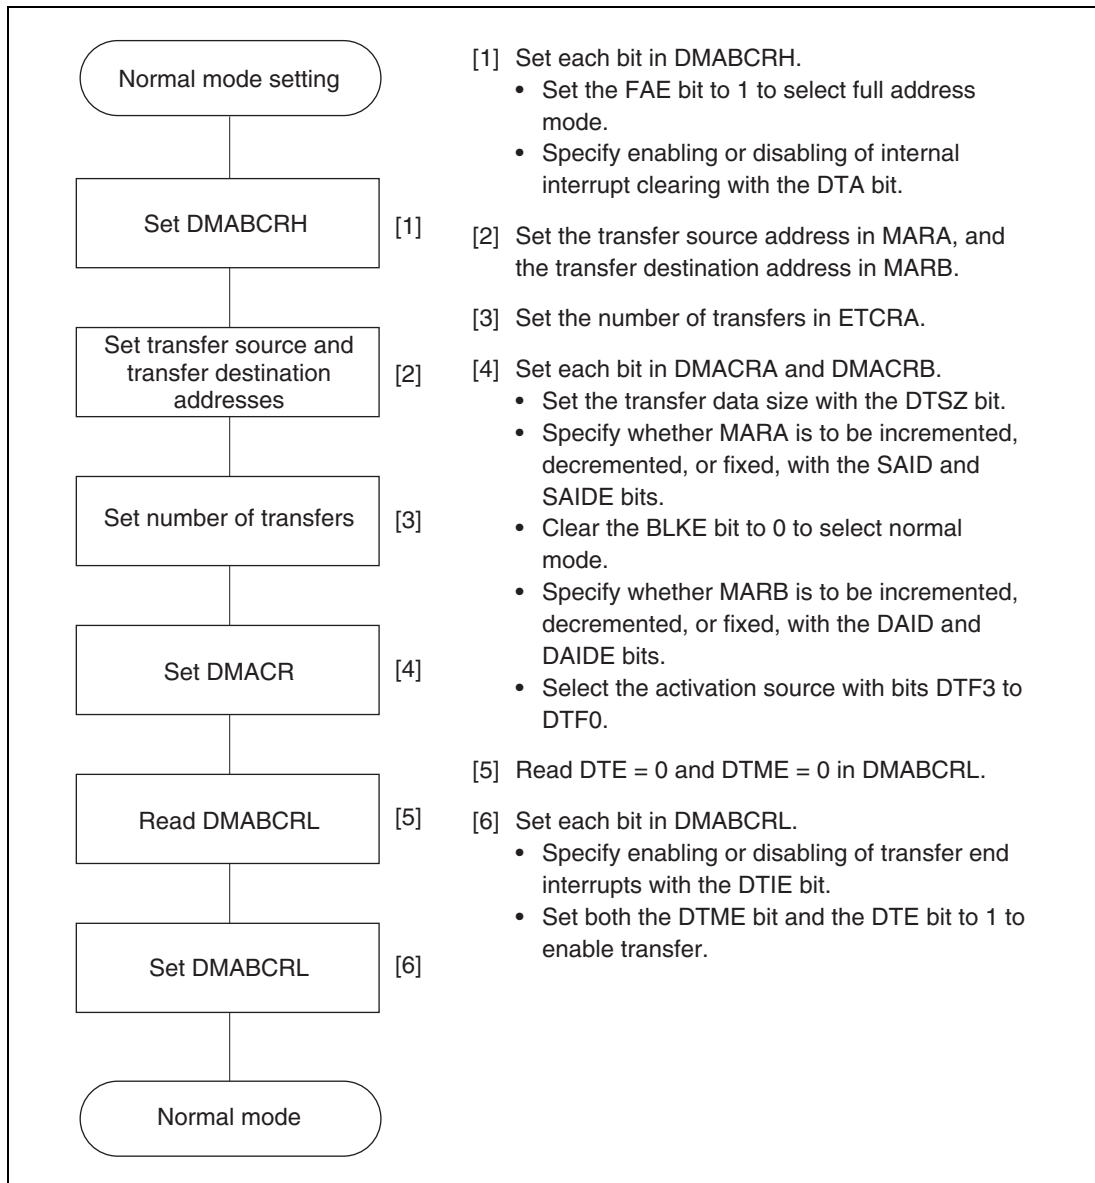 Normal mode setting
Set DMABCRH [1]
Set transfer source and
transfer destination
addresses
[2]
Set number of transfers [3]
Set DMACR [4]
Read DMABCRL [5]
Set DMABCRL [6]
Normal mode
[1] Set each bit in DMABCRH.
• Set the FAE bit to 1 to select full address
mode.
• Specify enabling or disabling of internal
interrupt clearing with the DTA bit.
[2] Set the transfer source address in MARA, and
the transfer destination address in MARB.
[3] Set the number of transfers in ETCRA.
[4] Set each bit in DMACRA and DMACRB.
• Set the transfer data size with the DTSZ bit.
• Specify whether MARA is to be incremented,
decremented, or fixed, with the SAID and
SAIDE bits.
• Clear the BLKE bit to 0 to select normal
mode.
• Specify whether MARB is to be incremented,
decremented, or fixed, with the DAID and
DAIDE bits.
• Select the activation source with bits DTF3 to
DTF0.
[5] Read DTE = 0 and DTME = 0 in DMABCRL.
[6] Set each bit in DMABCRL.
• Specify enabling or disabling of transfer end
interrupts with the DTIE bit.
• Set both the DTME bit and the DTE bit to 1 to
enable transfer.